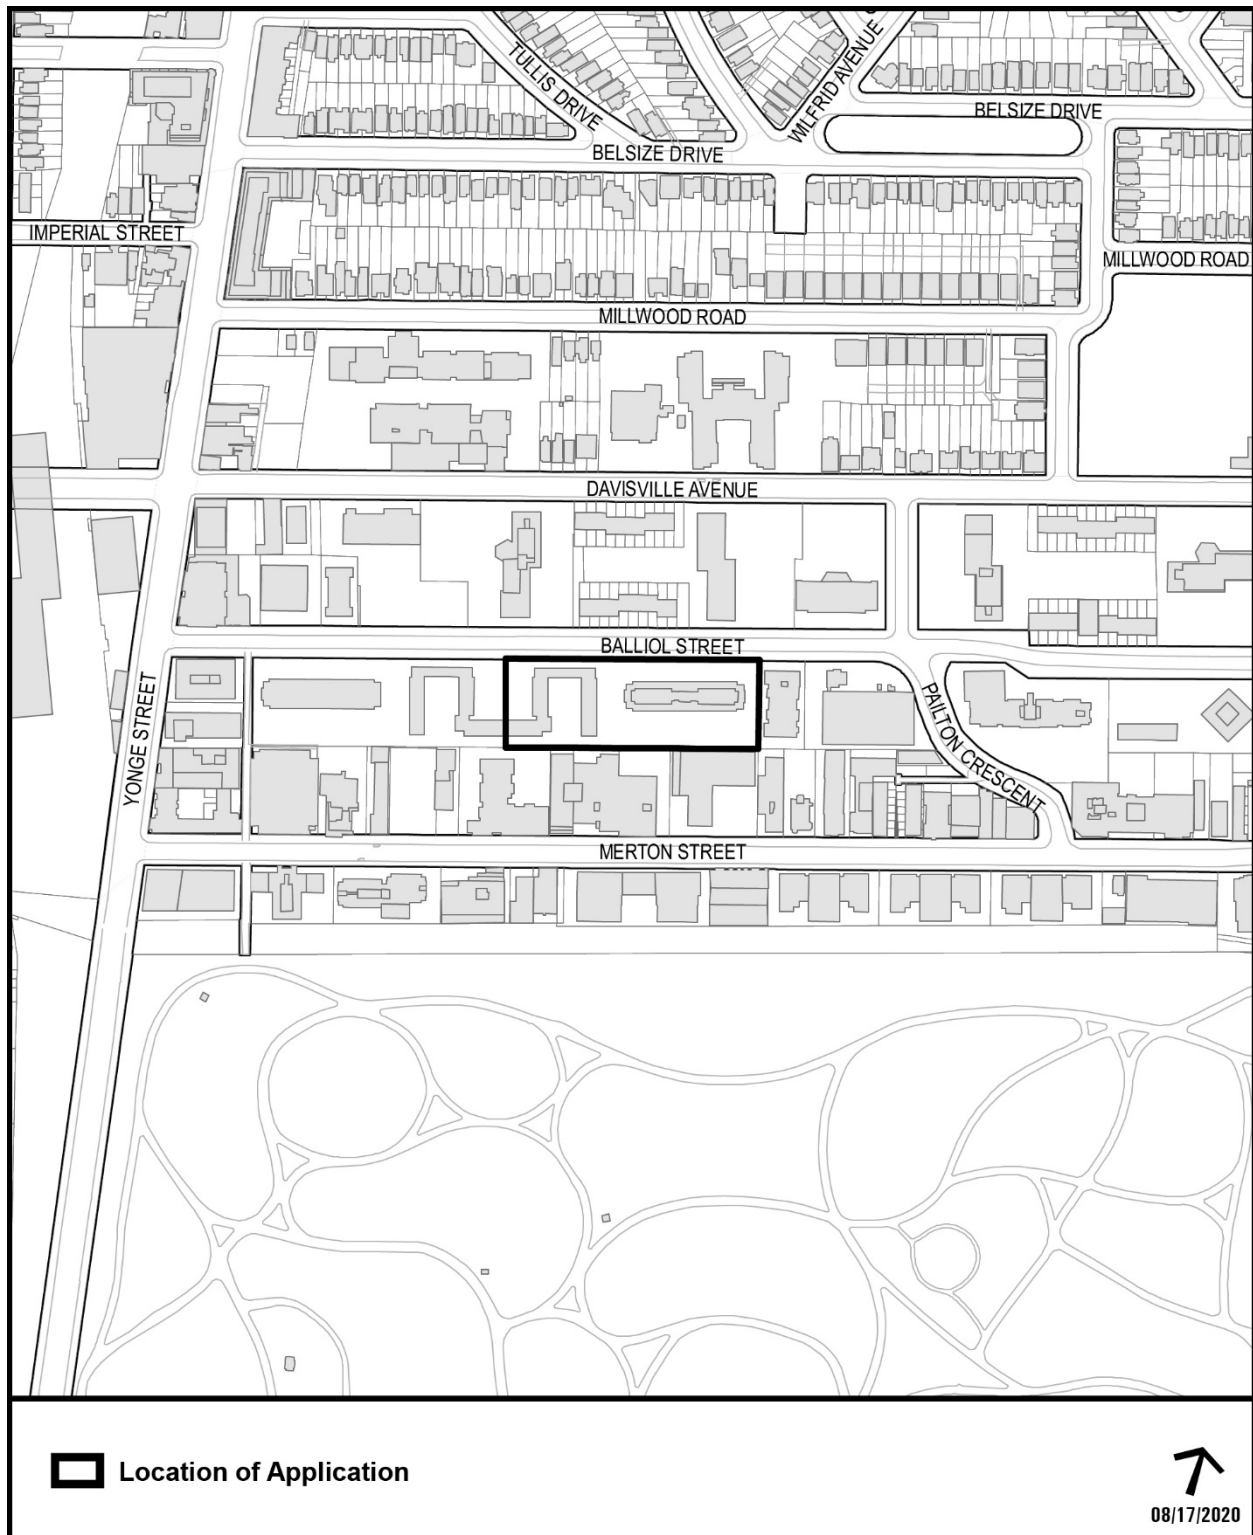 TULLIS DRIVE
WILFRID AVENUE
BELSIZE DRIVE
BELSIZE DRIVE
IMPERIAL STREET
MILLWOOD ROAD
MILLWOOD ROAD
DAVISVILLE AVENUE
BALLIOL STREET
YONGE STREET
PAILTON CRESCENT
MERTON STREET
Location of Application
08/17/2020